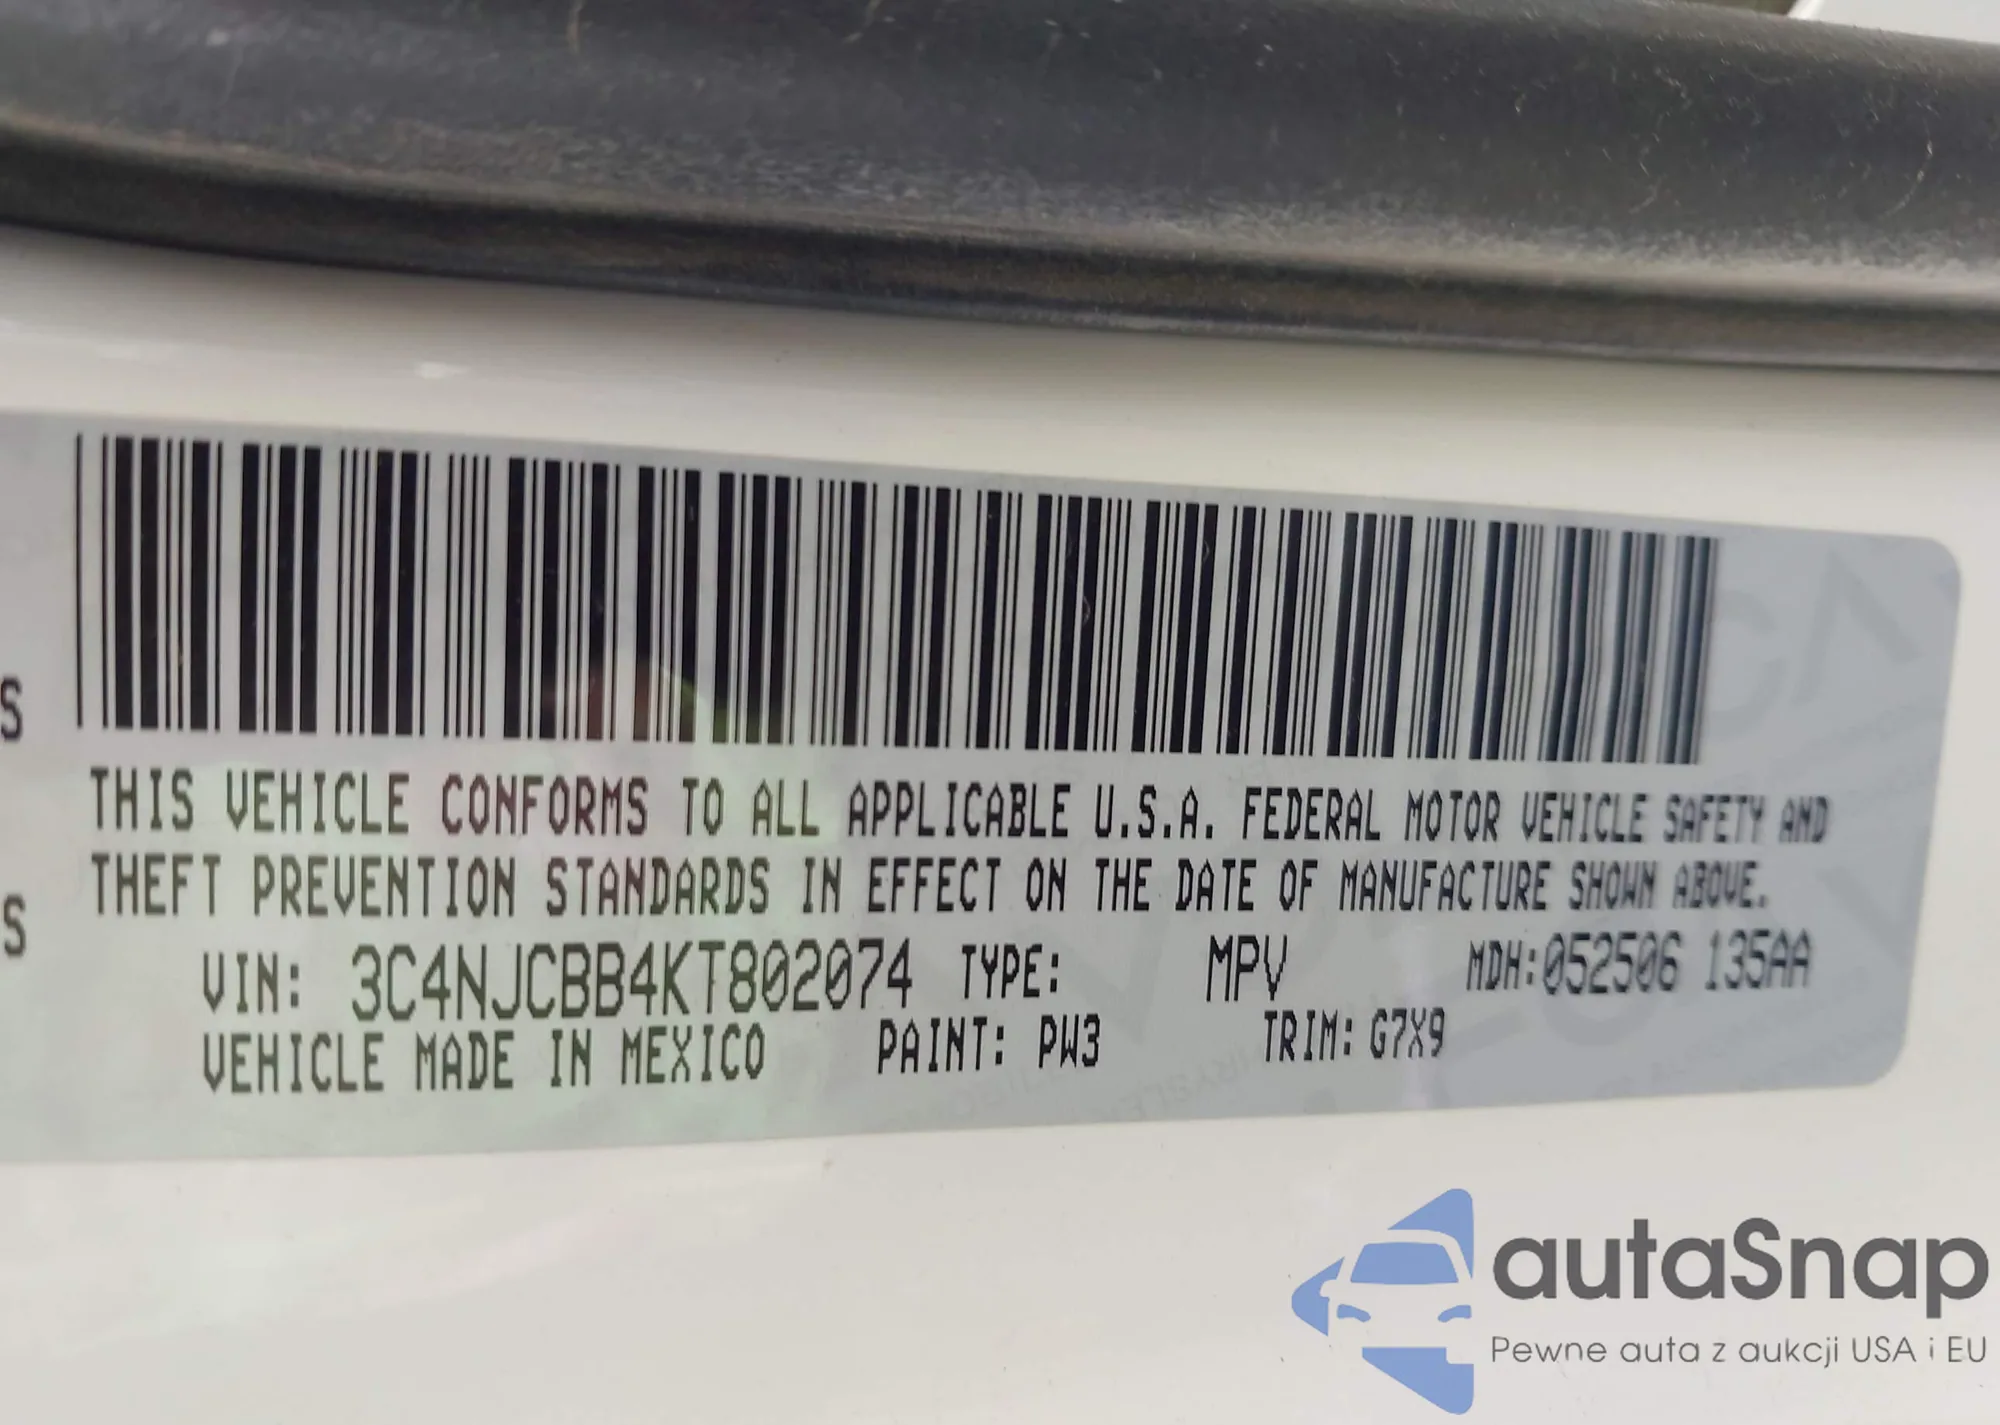 S
S
THIS VEHICLE CONFORMS TO ALL APPLICABLE U.S.A. FEDERAL MOTOR VEHICLE SAFETY AND
THEFT PREVENTION STANDARDS IN EFFECT ON THE DATE OF MANUFACTURE SHOWN ABOVE.
VIN: 3C4NJCBB4KT802074 TYPE: MPV MDH:052506 135AA
VEHICLE MADE IN MEXICO PAINT: PW3 TRIM: G7X9
autaSnap
Pewne auta z aukcji USA i EU